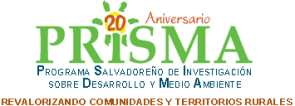 20 Aniversario
PRISMA
PROGRAMA SALVADOREÑO DE INVESTIGACIÓN
SOBRE DESARROLLO Y MEDIO AMBIENTE
REVALORIZANDO COMUNIDADES Y TERRITORIOS RURALES